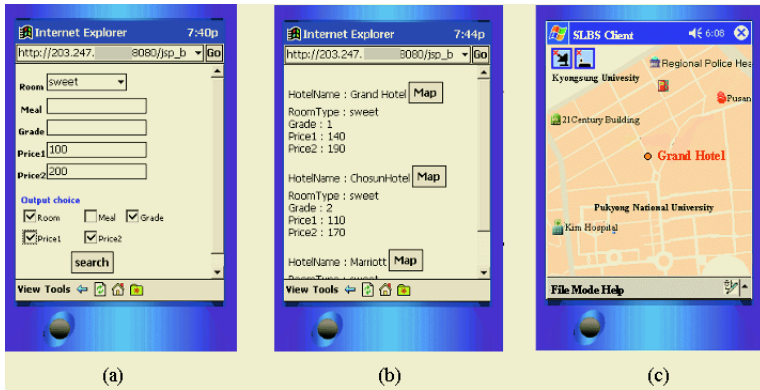 Internet Explorer 7:40p
http://203.247. 8080/jsp_b Go
Room sweet
Meal
Grade
Price1 100
Price2 200
Output choice
Room Meal Grade
Price1 Price2
search
View Tools
(a)
Internet Explorer 7:44p
http://203.247. 8080/jsp_b Go
HotelName : Grand Hotel Map
RoomType : sweet
Grade : 1
Price1 : 140
Price2 : 190
HotelName : ChosunHotel Map
RoomType : sweet
Grade : 2
Price1 : 110
Price2 : 170
HotelName : Marriott Map
RoomType : sweet
View Tools
(b)
SLBS Client 6:08
Regional Police Hea
Kyongsung Univesity
Pusan
21Century Building
Grand Hotel
Pukyong National University
Kim Hospital
File Mode Help
(c)